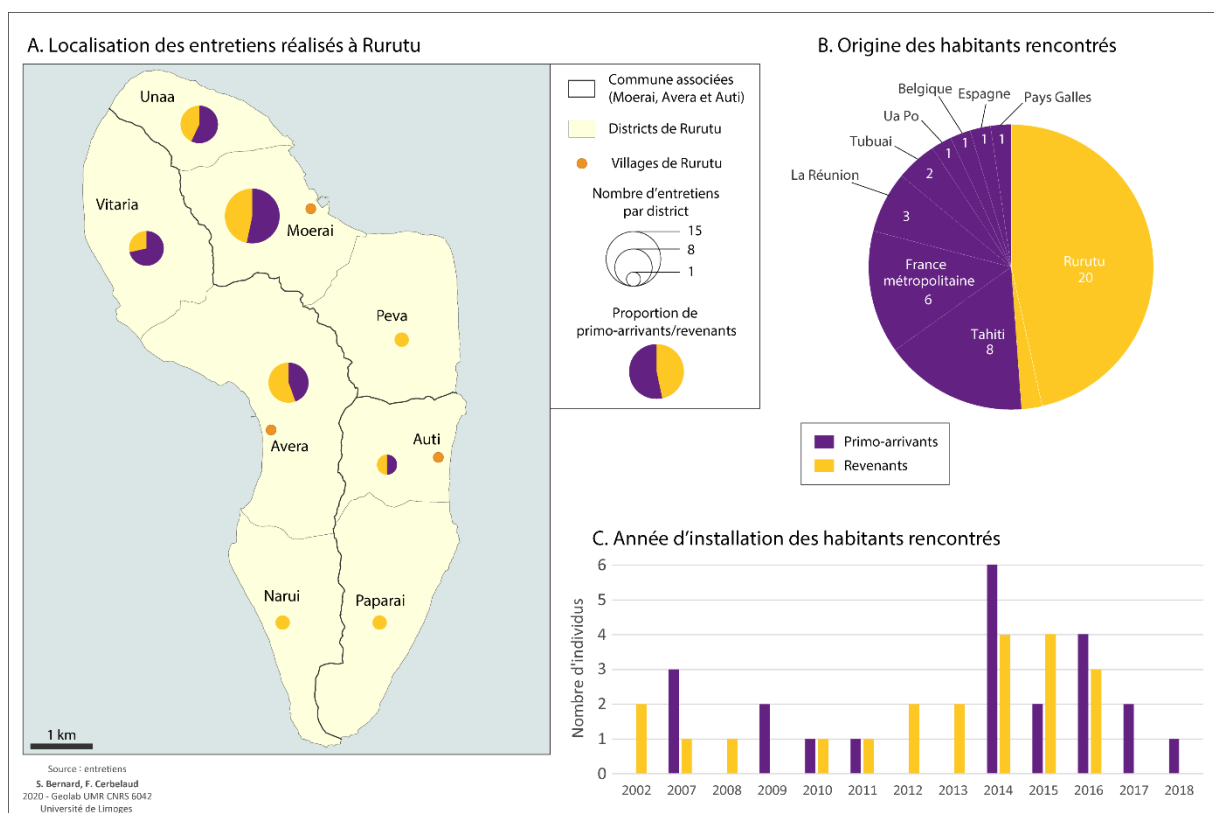 A. Localisation des entretiens réalisés à Rurutu
Unaa
Vitaria
Moerai
Peva
Avera
Auti
Narui
Paparai
1 km
Source : entretiens
S. Bernard, F. Cerbelaud
2020 - Geolab UMR CNRS 6042
Université de Limoges
Commune associées
(Moerai, Avera et Auti)
Districts de Rurutu
Villages de Rurutu
Nombre d'entretiens
par district
15
8
1
Proportion de
primo-arrivants/revenants
B. Origine des habitants rencontrés
Pays Galles
1
Espagne
1
Belgique
1
Ua Po
1
Tubuai
2
La Réunion
3
France
métropolitaine
6
Tahiti
8
Rurutu
20
Primo-arrivants
Revenants
C. Année d'installation des habitants rencontrés
Nombre d'individus
6
5
4
3
2
1
0
2002 2007 2008 2009 2010 2011 2012 2013 2014 2015 2016 2017 2018